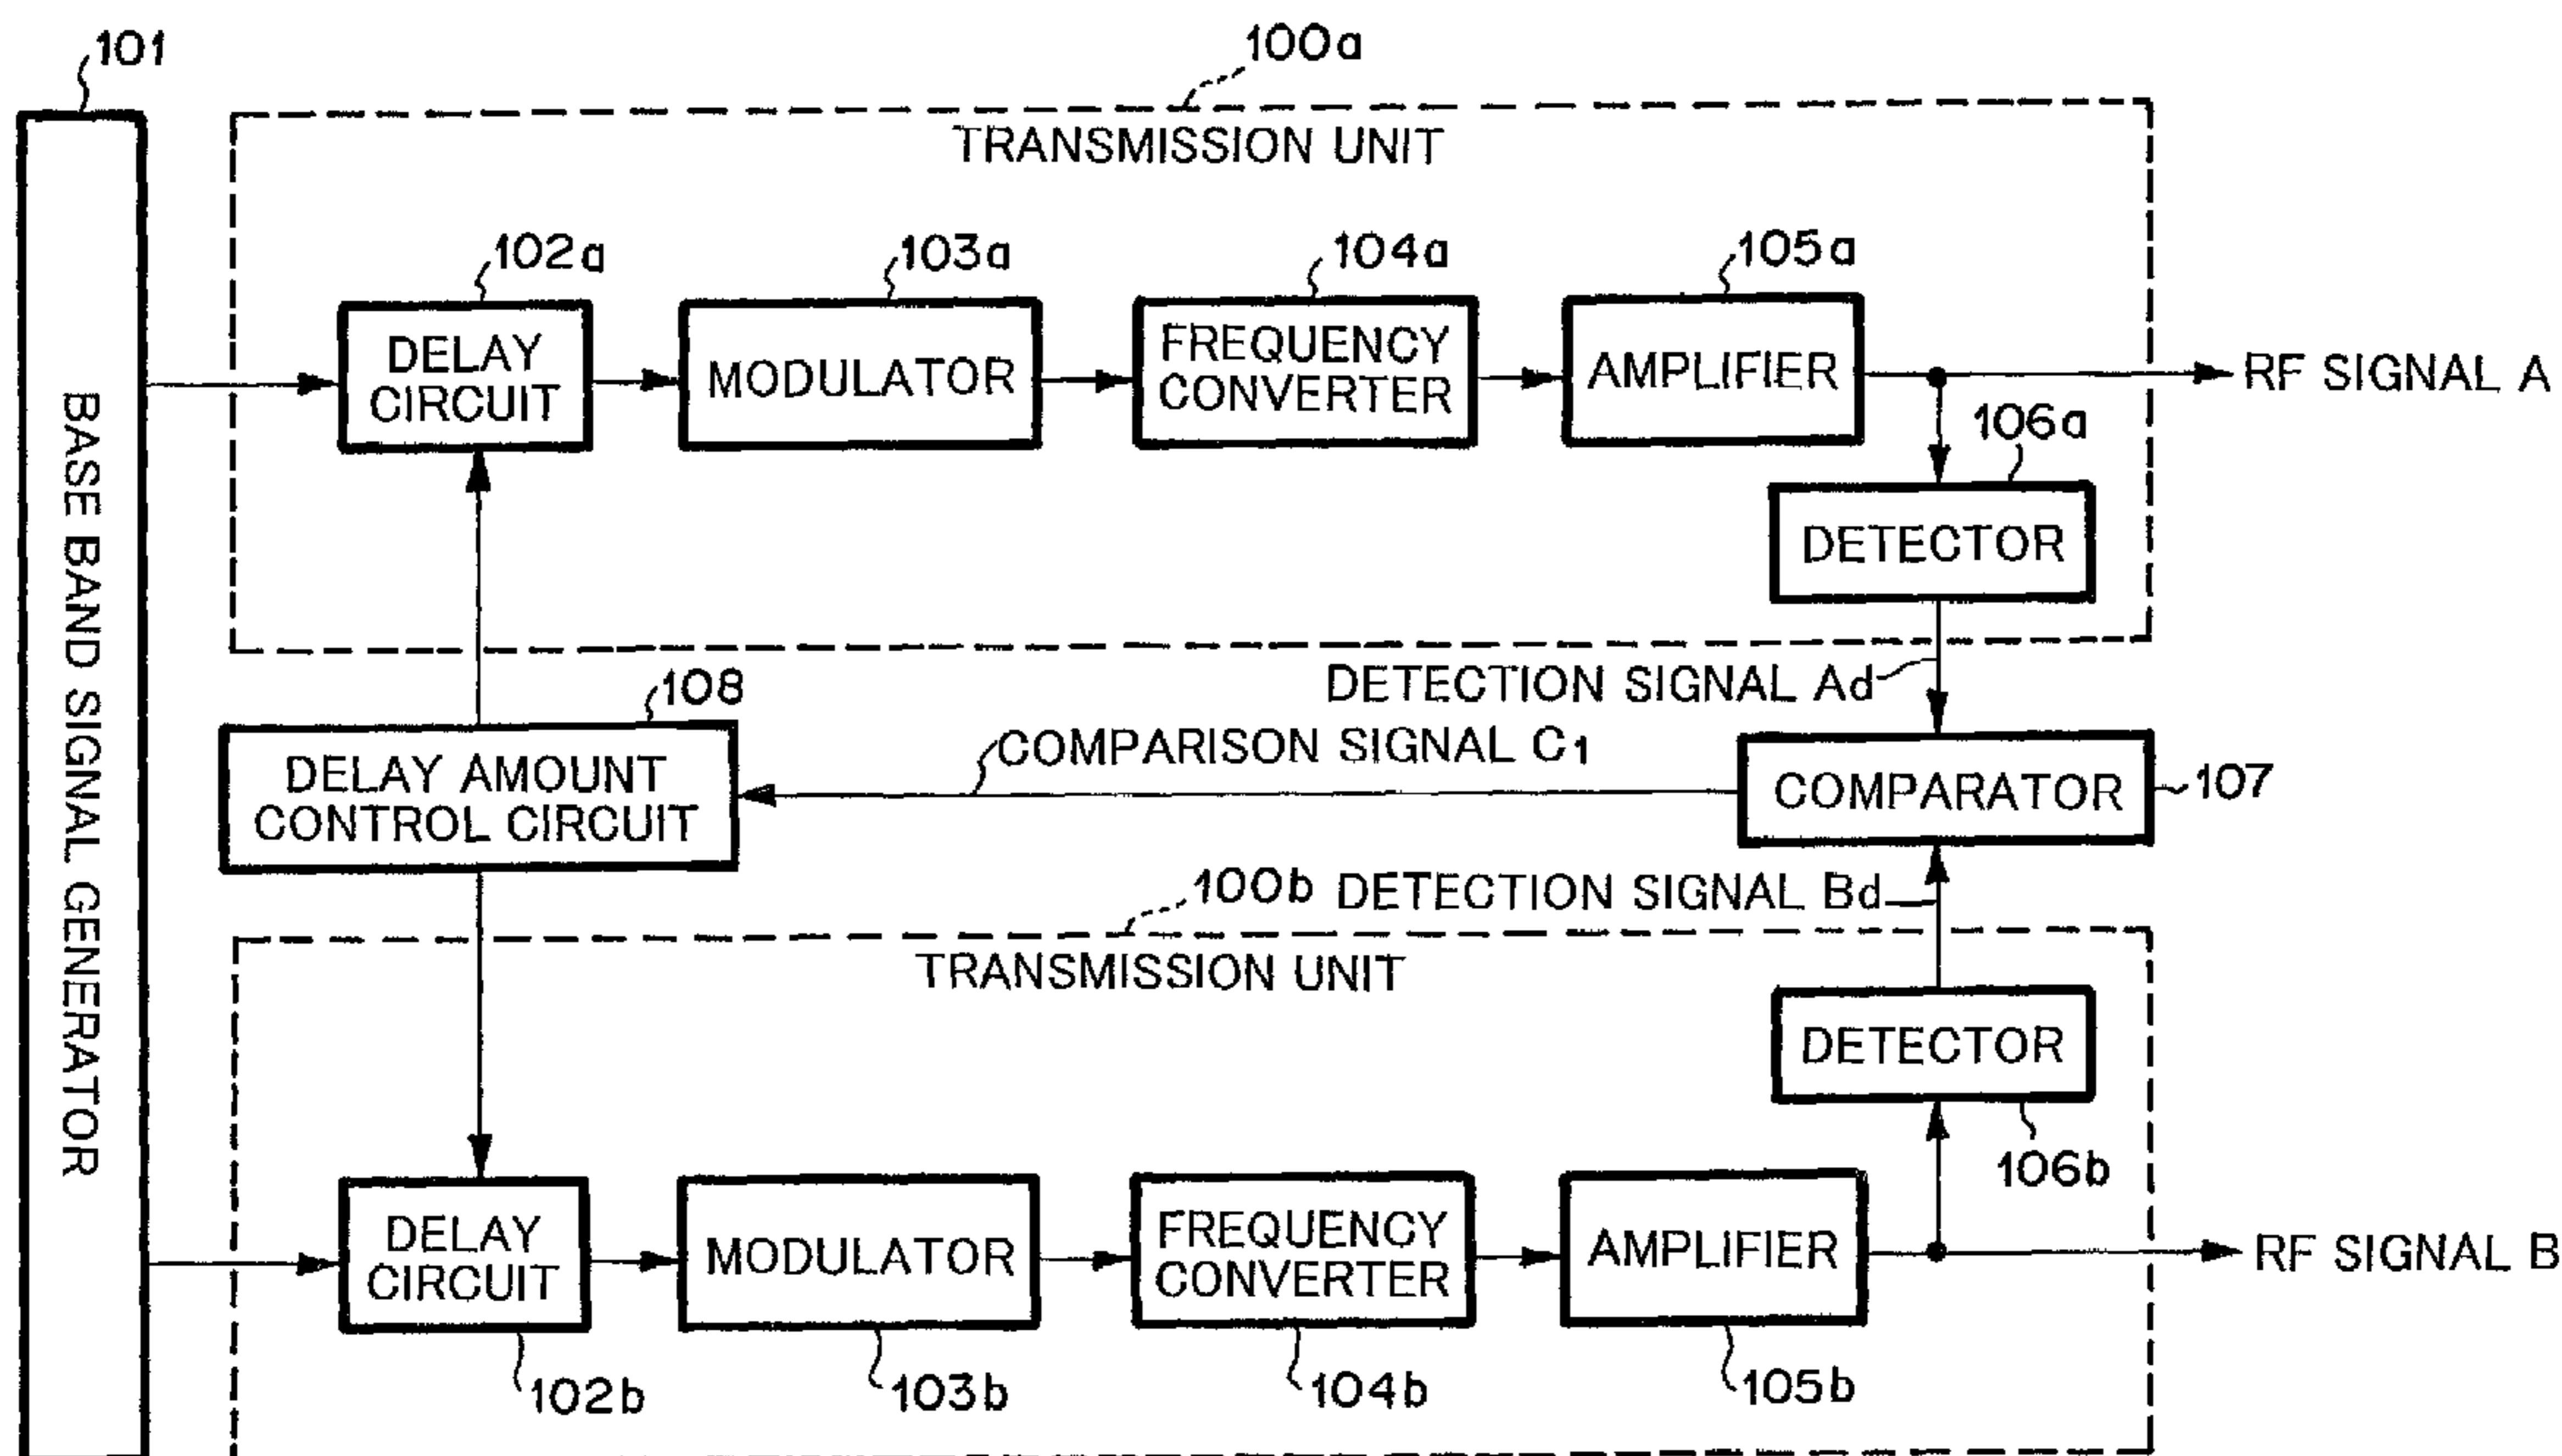 101
100a
TRANSMISSION UNIT
102a
103a
104a
105a
DELAY
CIRCUIT
MODULATOR
FREQUENCY
CONVERTER
AMPLIFIER
RF SIGNAL A
106a
DETECTOR
BASE BAND SIGNAL GENERATOR
DETECTION SIGNAL Ad
108
COMPARISON SIGNAL C1
DELAY AMOUNT
CONTROL CIRCUIT
COMPARATOR
107
100b
DETECTION SIGNAL Bd
TRANSMISSION UNIT
DETECTOR
106b
DELAY
CIRCUIT
MODULATOR
FREQUENCY
CONVERTER
AMPLIFIER
RF SIGNAL B
102b
103b
104b
105b